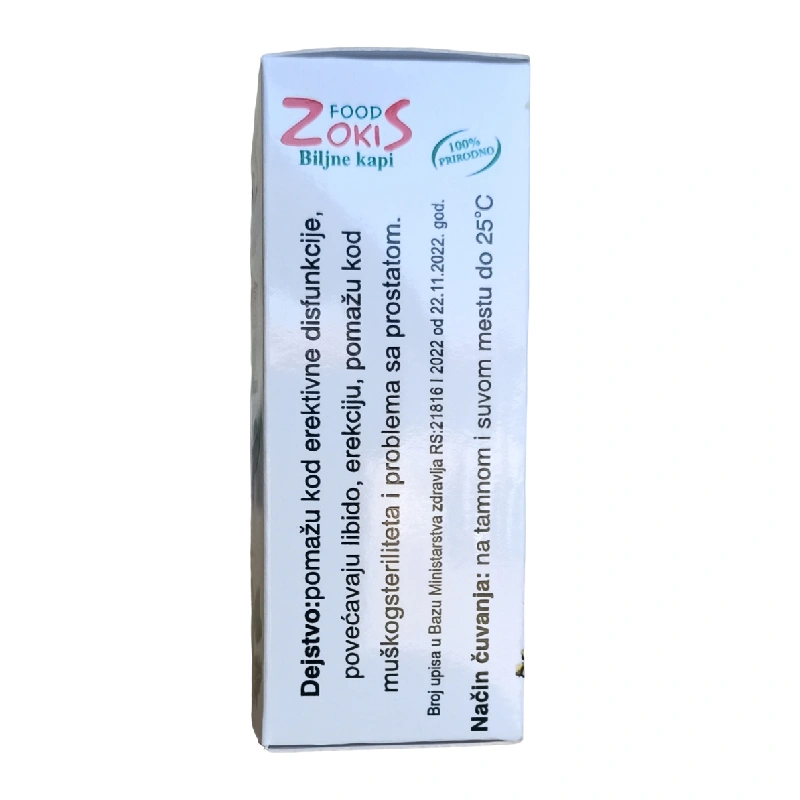 FOOD
ZOKIS
Biljne kapi
100%
PRIRODNO
Dejstvo:pomažu kod erektivne disfunkcije,
povećavaju libido, erekciju, pomažu kod
muškogsteriliteta i problema sa prostatom.
Broj upisa u Bazu Ministarstva zdravlja RS:21816 I 2022 od 22.11.2022. god.
Način čuvanja: na tamnom i suvom mestu do 25°C